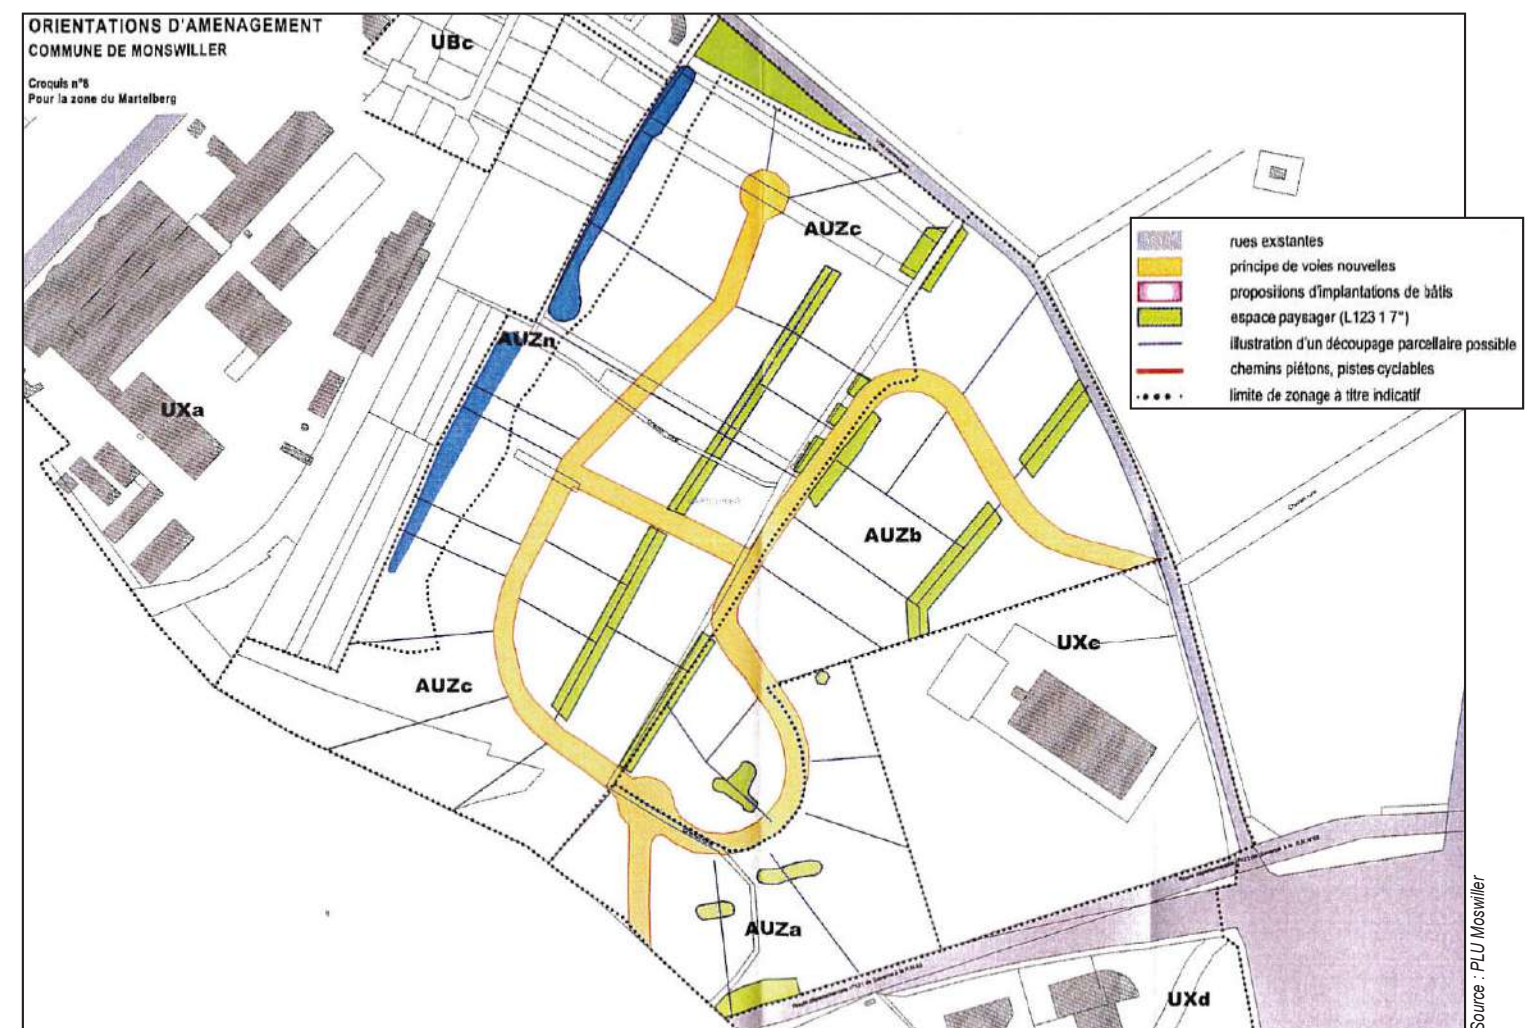 ORIENTATIONS D'AMENAGEMENT
COMMUNE DE MONSWILLER
Croquis n°8
Pour la zone du Martelberg
UBc
AUZc
rues existantes
principe de voies nouvelles
propositions d'implantations de bâtis
espace paysager (L123 1 7°)
illustration d'un découpage parcellaire possible
chemins piétons, pistes cyclables
limite de zonage à titre indicatif
AUZn
UXa
AUZb
UXe
AUZc
AUZa
UXd
Source : PLU Moswiller